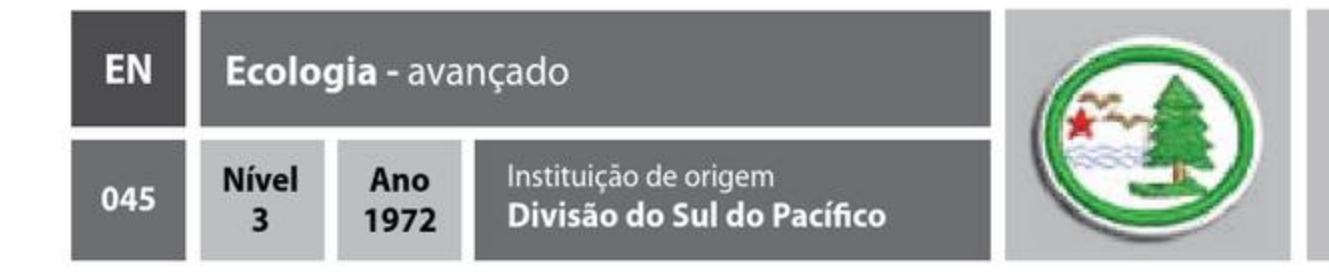 EN
Ecologia - avançado
045
Nível
3
Ano
1972
Instituição de origem
Divisão do Sul do Pacífico